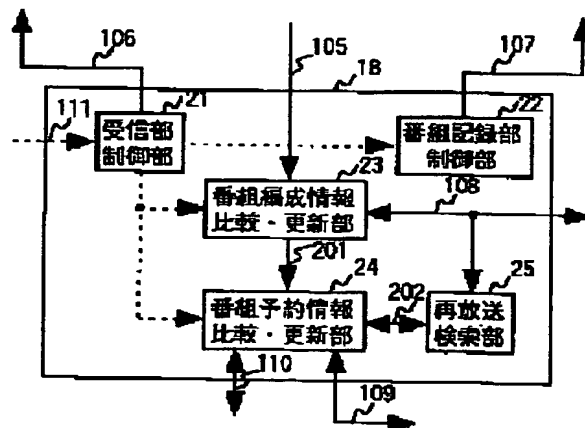 106
105
107
18
111
21
22
受信部
制御部
番組記録部
制御部
23
108
番組編成情報
比較・更新部
201
24
25
番組予約情報
比較・更新部
202
再放送
検索部
110
109